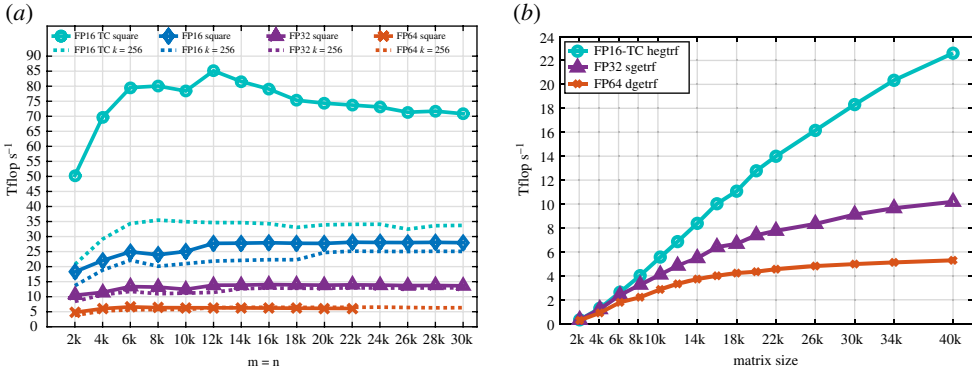 (a)
FP16 TC square FP16 square FP32 square FP64 square
FP16 TC k = 256 FP16 k = 256 FP32 k = 256 FP64 k = 256
90
85
80
75
70
65
60
55
50
45
40
35
30
25
20
15
10
5
0
Tflop s⁻¹
2k 4k 6k 8k 10k 12k 14k 16k 18k 20k 22k 24k 26k 28k 30k
m = n
(b)
FP16-TC hegtrf
FP32 sgetrf
FP64 dgetrf
24
22
20
18
16
14
12
10
8
6
4
2
0
Tflop s⁻¹
2k 4k 6k 8k 10k 14k 18k 22k 26k 30k 34k 40k
matrix size